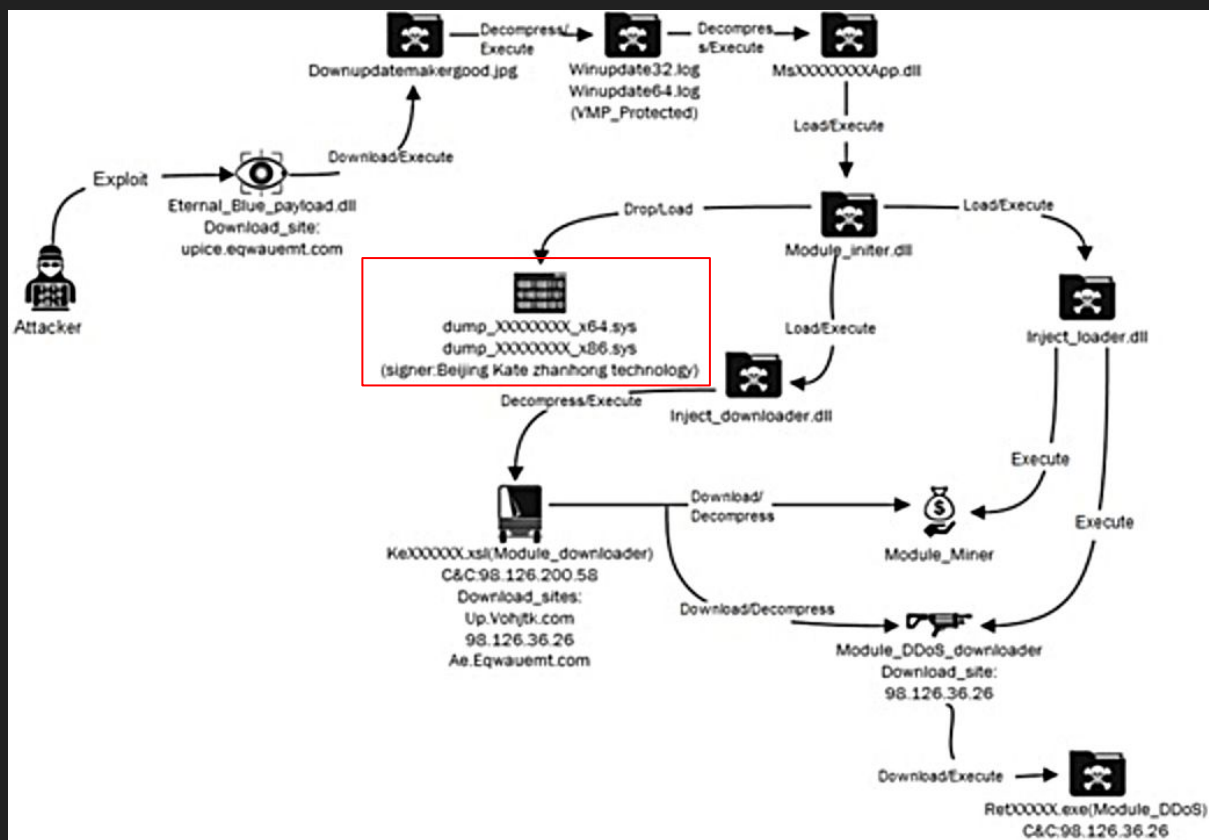 Decompress/
Execute
Decompres
s/Execute
Downupdatemakergood.jpg
Winupdate32.log
Winupdate64.log
(VMP_Protected)
MsXXXXXXXXApp.dll
Load/Execute
Download/Execute
Exploit
Eternal_Blue_payload.dll
Download_site:
upice.eqwauemt.com
Attacker
Drop/Load
Load/Execute
Module_initer.dll
dump_XXXXXXXX_x64.sys
dump_XXXXXXXX_x86.sys
(signer:Beijing Kate zhanhong technology)
Load/Execute
Inject_loader.dll
Decompress/Execute
Inject_downloader.dll
Execute
Execute
Download/
Decompress
Module_Miner
KeXXXXXX.xsl(Module_downloader)
C&C:98.126.200.58
Download_sites:
Up.Vohjtk.com
98.126.36.26
Ae.Eqwauemt.com
Download/Decompress
Module_DDoS_downloader
Download_site:
98.126.36.26
Download/Execute
RetXXXXX.exe(Module_DDoS)
C&C:98.126.36.26